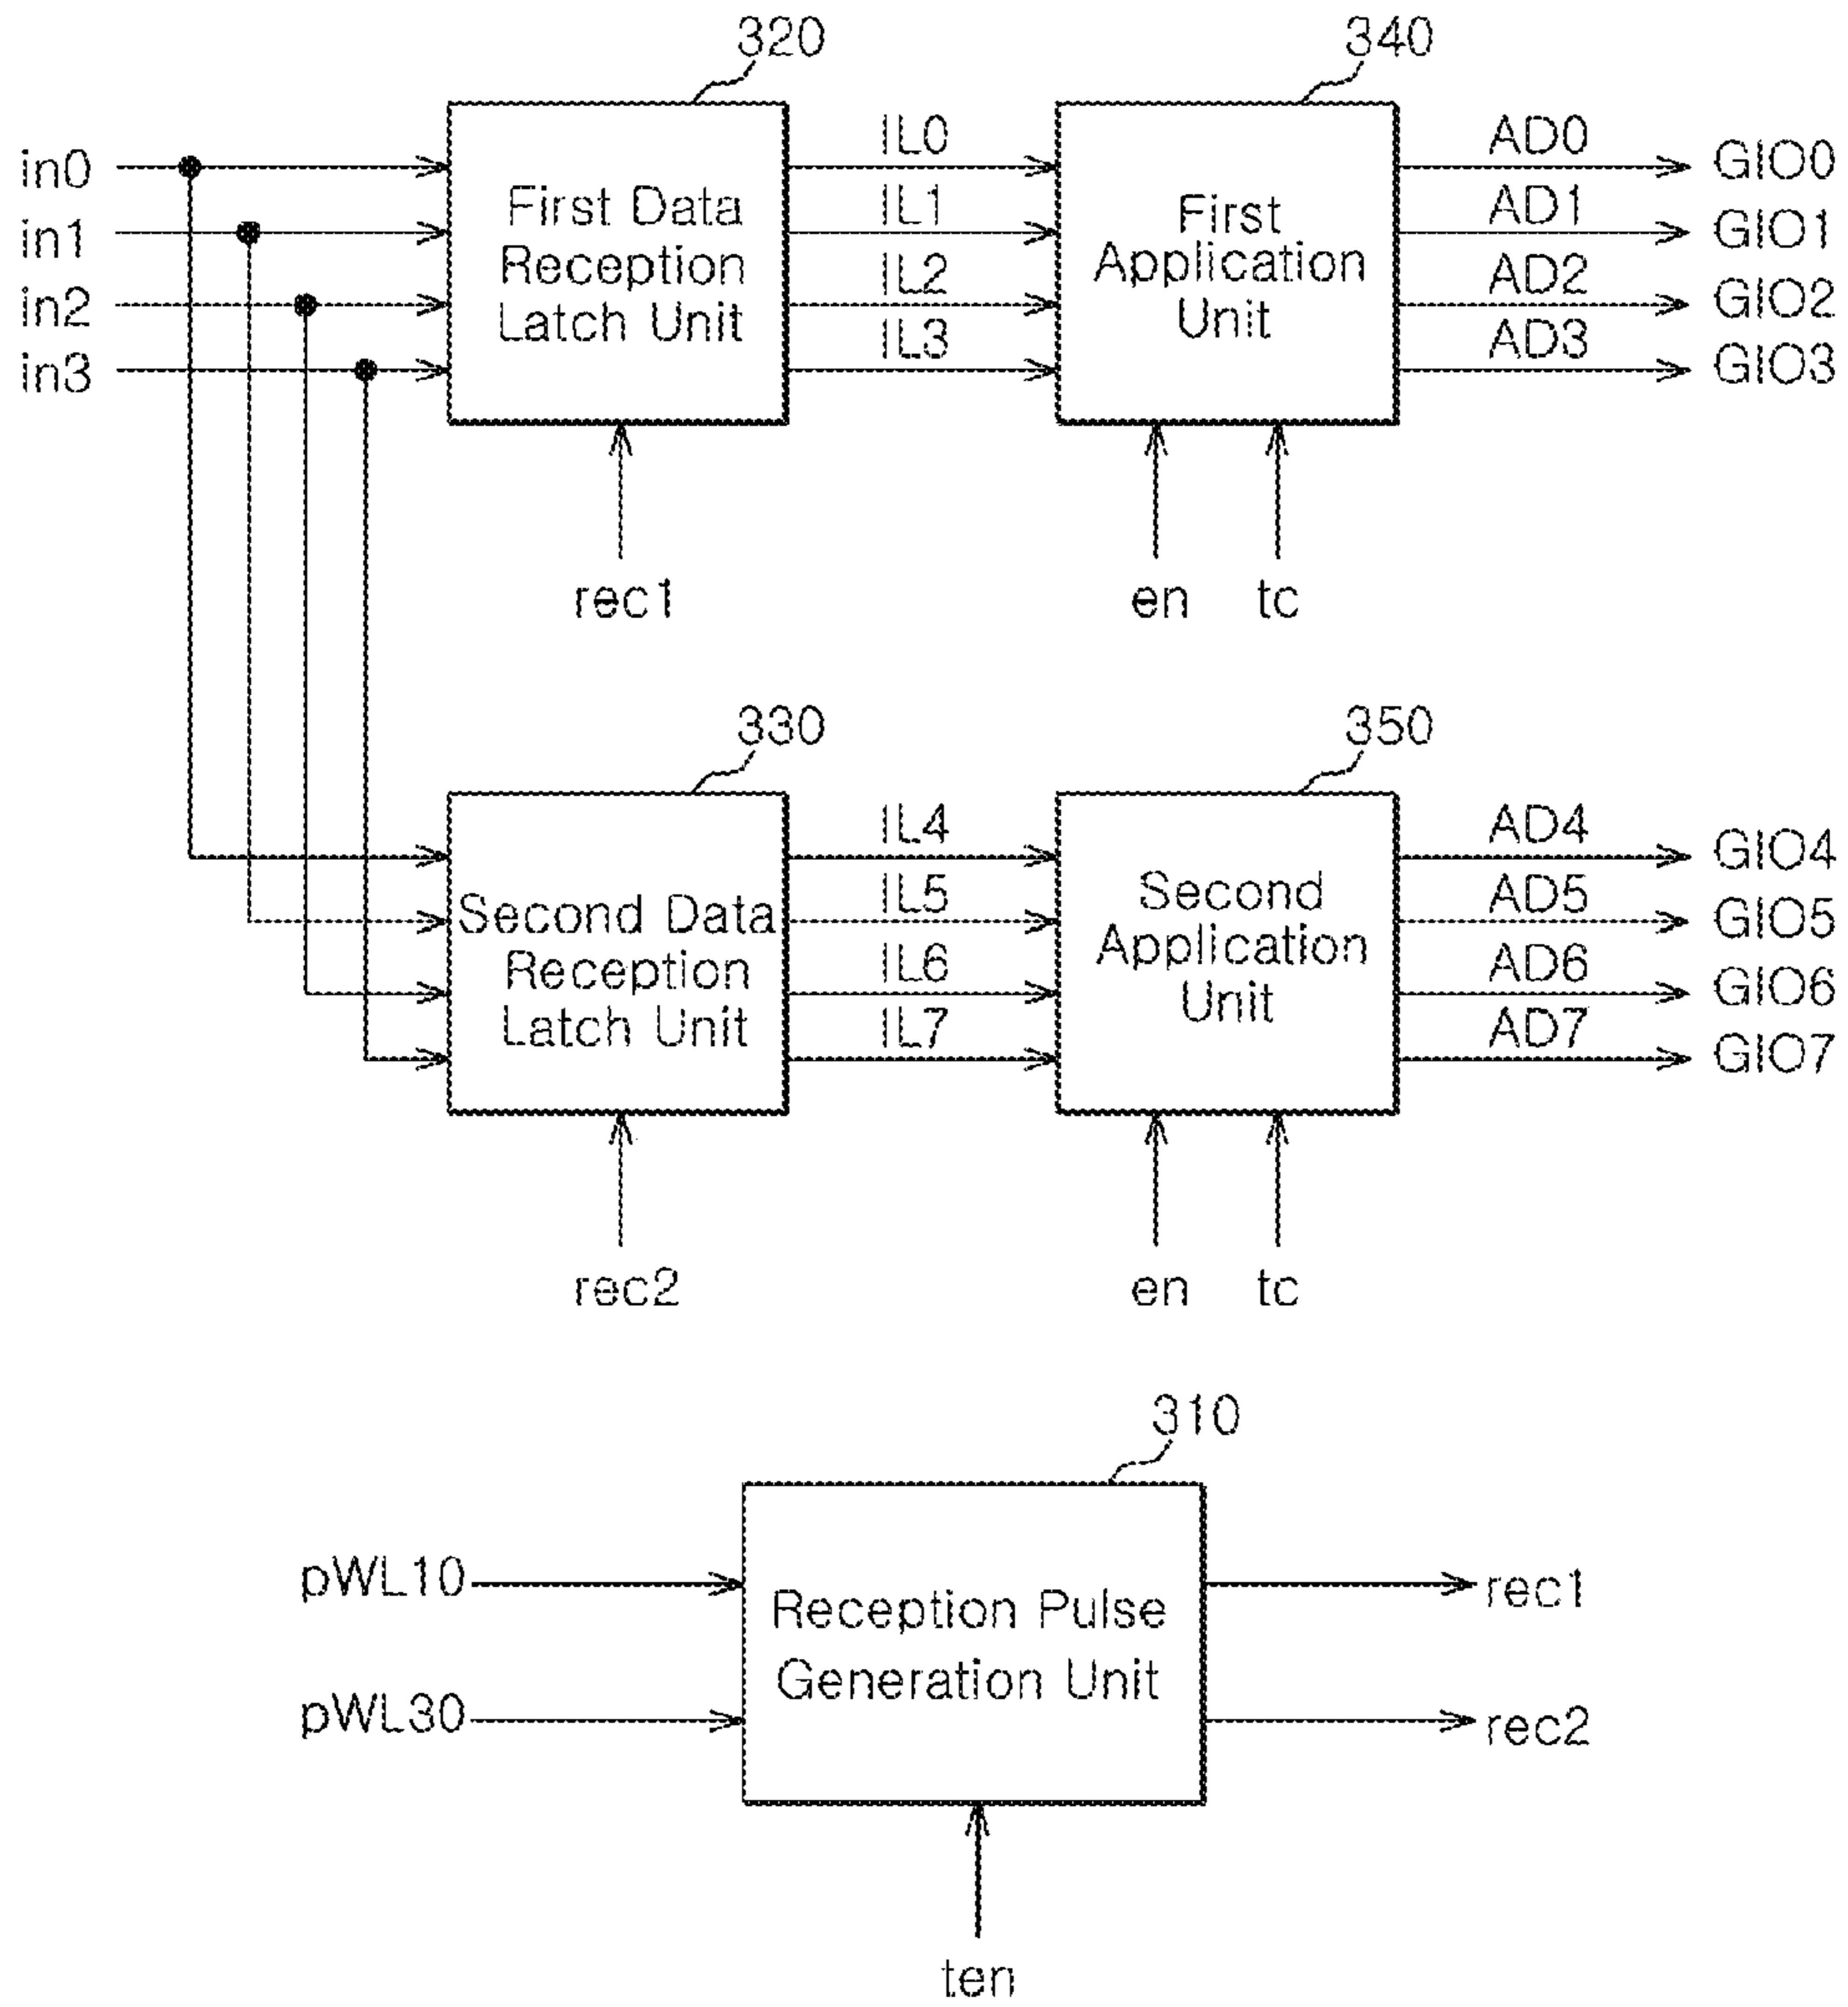 320
340
in0
IL0
AD0
GIO0
in1
First Data
Reception
Latch Unit
IL1
First
Application
Unit
AD1
GIO1
in2
IL2
AD2
GIO2
in3
IL3
AD3
GIO3
rec1
en
tc
330
350
IL4
AD4
GIO4
Second Data
Reception
Latch Unit
IL5
Second
Application
Unit
AD5
GIO5
IL6
AD6
GIO6
IL7
AD7
GIO7
rec2
en
tc
310
pWL10
Reception Pulse
Generation Unit
rec1
pWL30
rec2
ten